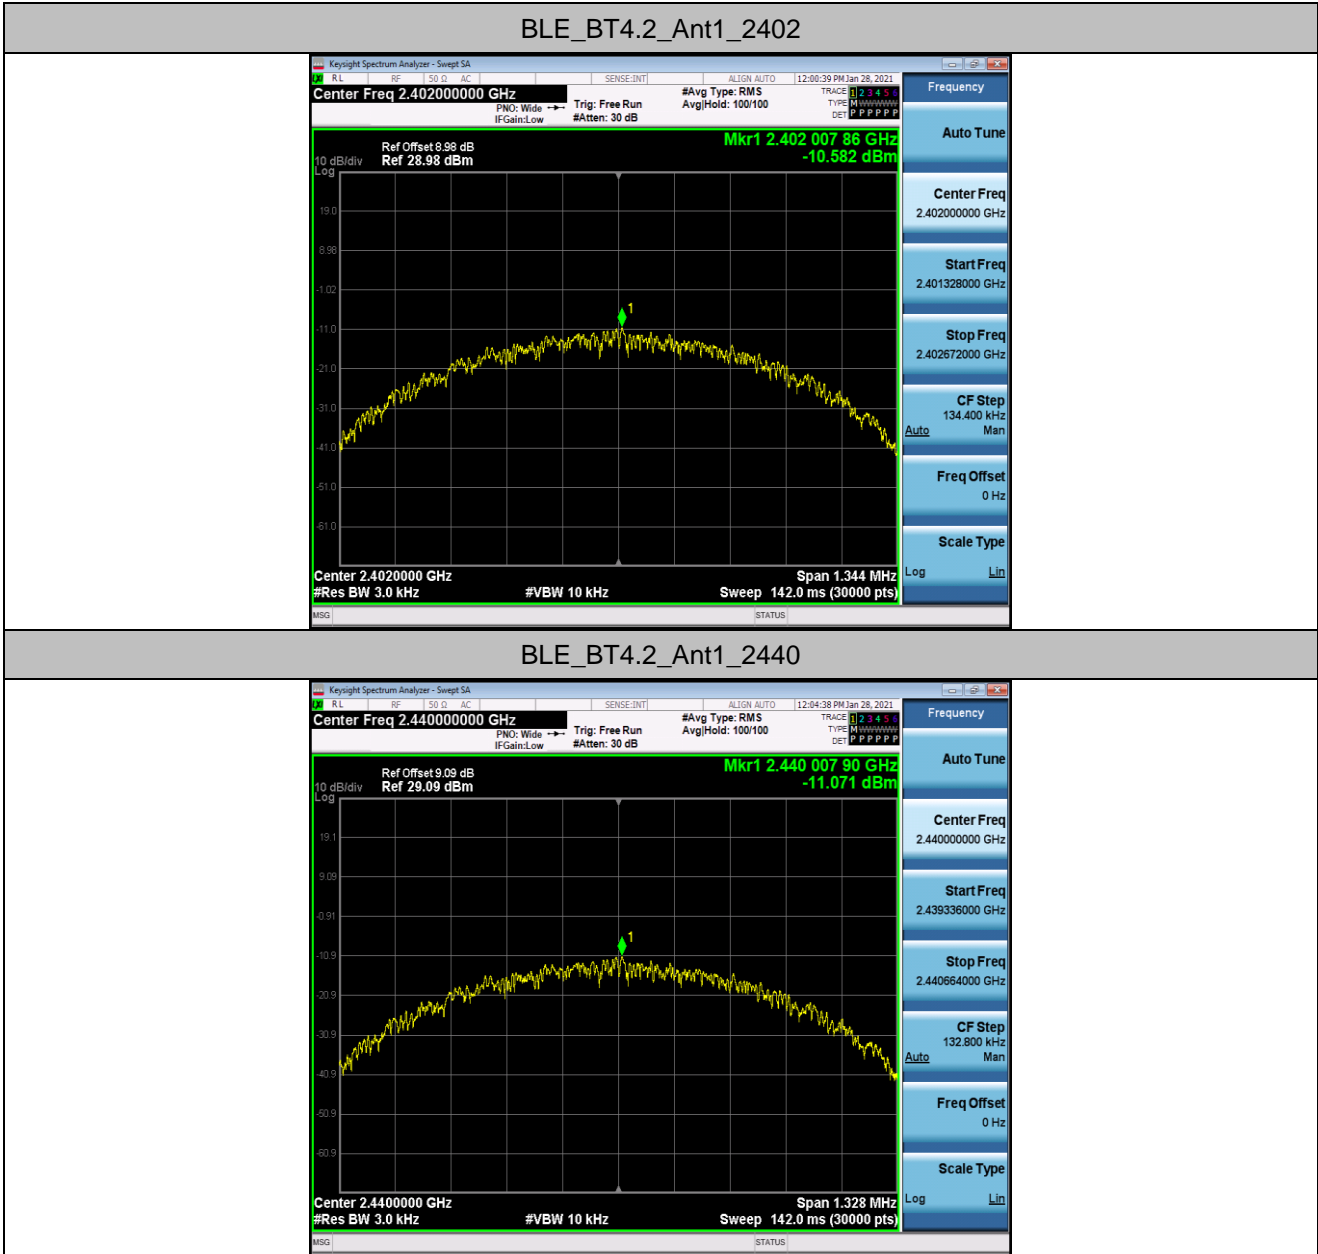 BLE_BT4.2_Ant1_2402
Keysight Spectrum Analyzer - Swept SA
RL RF 50 Ω AC SENSE:INT ALIGN AUTO 12:00:39 PM Jan 28, 2021
Center Freq 2.402000000 GHz
PNO: Wide
IFGain:Low
Trig: Free Run
#Atten: 30 dB
#Avg Type: RMS
Avg|Hold: 100/100
TRACE 1 2 3 4 5 6
TYPE M WWWWW
DET P P P P P P
Mkr1 2.402 007 86 GHz
-10.582 dBm
Ref Offset 8.98 dB
10 dB/div Ref 28.98 dBm
Log
19.0
8.98
-1.02
-11.0
-21.0
-31.0
-41.0
-51.0
-61.0
1
Center 2.4020000 GHz Span 1.344 MHz
#Res BW 3.0 kHz #VBW 10 kHz Sweep 142.0 ms (30000 pts)
MSG STATUS
Frequency
Auto Tune
Center Freq
2.402000000 GHz
Start Freq
2.401328000 GHz
Stop Freq
2.402672000 GHz
CF Step
134.400 kHz
Auto Man
Freq Offset
0 Hz
Scale Type
Log Lin
BLE_BT4.2_Ant1_2440
Keysight Spectrum Analyzer - Swept SA
RL RF 50 Ω AC SENSE:INT ALIGN AUTO 12:04:38 PM Jan 28, 2021
Center Freq 2.440000000 GHz
PNO: Wide
IFGain:Low
Trig: Free Run
#Atten: 30 dB
#Avg Type: RMS
Avg|Hold: 100/100
TRACE 1 2 3 4 5 6
TYPE M WWWWW
DET P P P P P P
Mkr1 2.440 007 90 GHz
-11.071 dBm
Ref Offset 9.09 dB
10 dB/div Ref 29.09 dBm
Log
19.1
9.09
-0.91
-10.9
-20.9
-30.9
-40.9
-50.9
-60.9
1
Center 2.4400000 GHz Span 1.328 MHz
#Res BW 3.0 kHz #VBW 10 kHz Sweep 142.0 ms (30000 pts)
MSG STATUS
Frequency
Auto Tune
Center Freq
2.440000000 GHz
Start Freq
2.439336000 GHz
Stop Freq
2.440664000 GHz
CF Step
132.800 kHz
Auto Man
Freq Offset
0 Hz
Scale Type
Log Lin